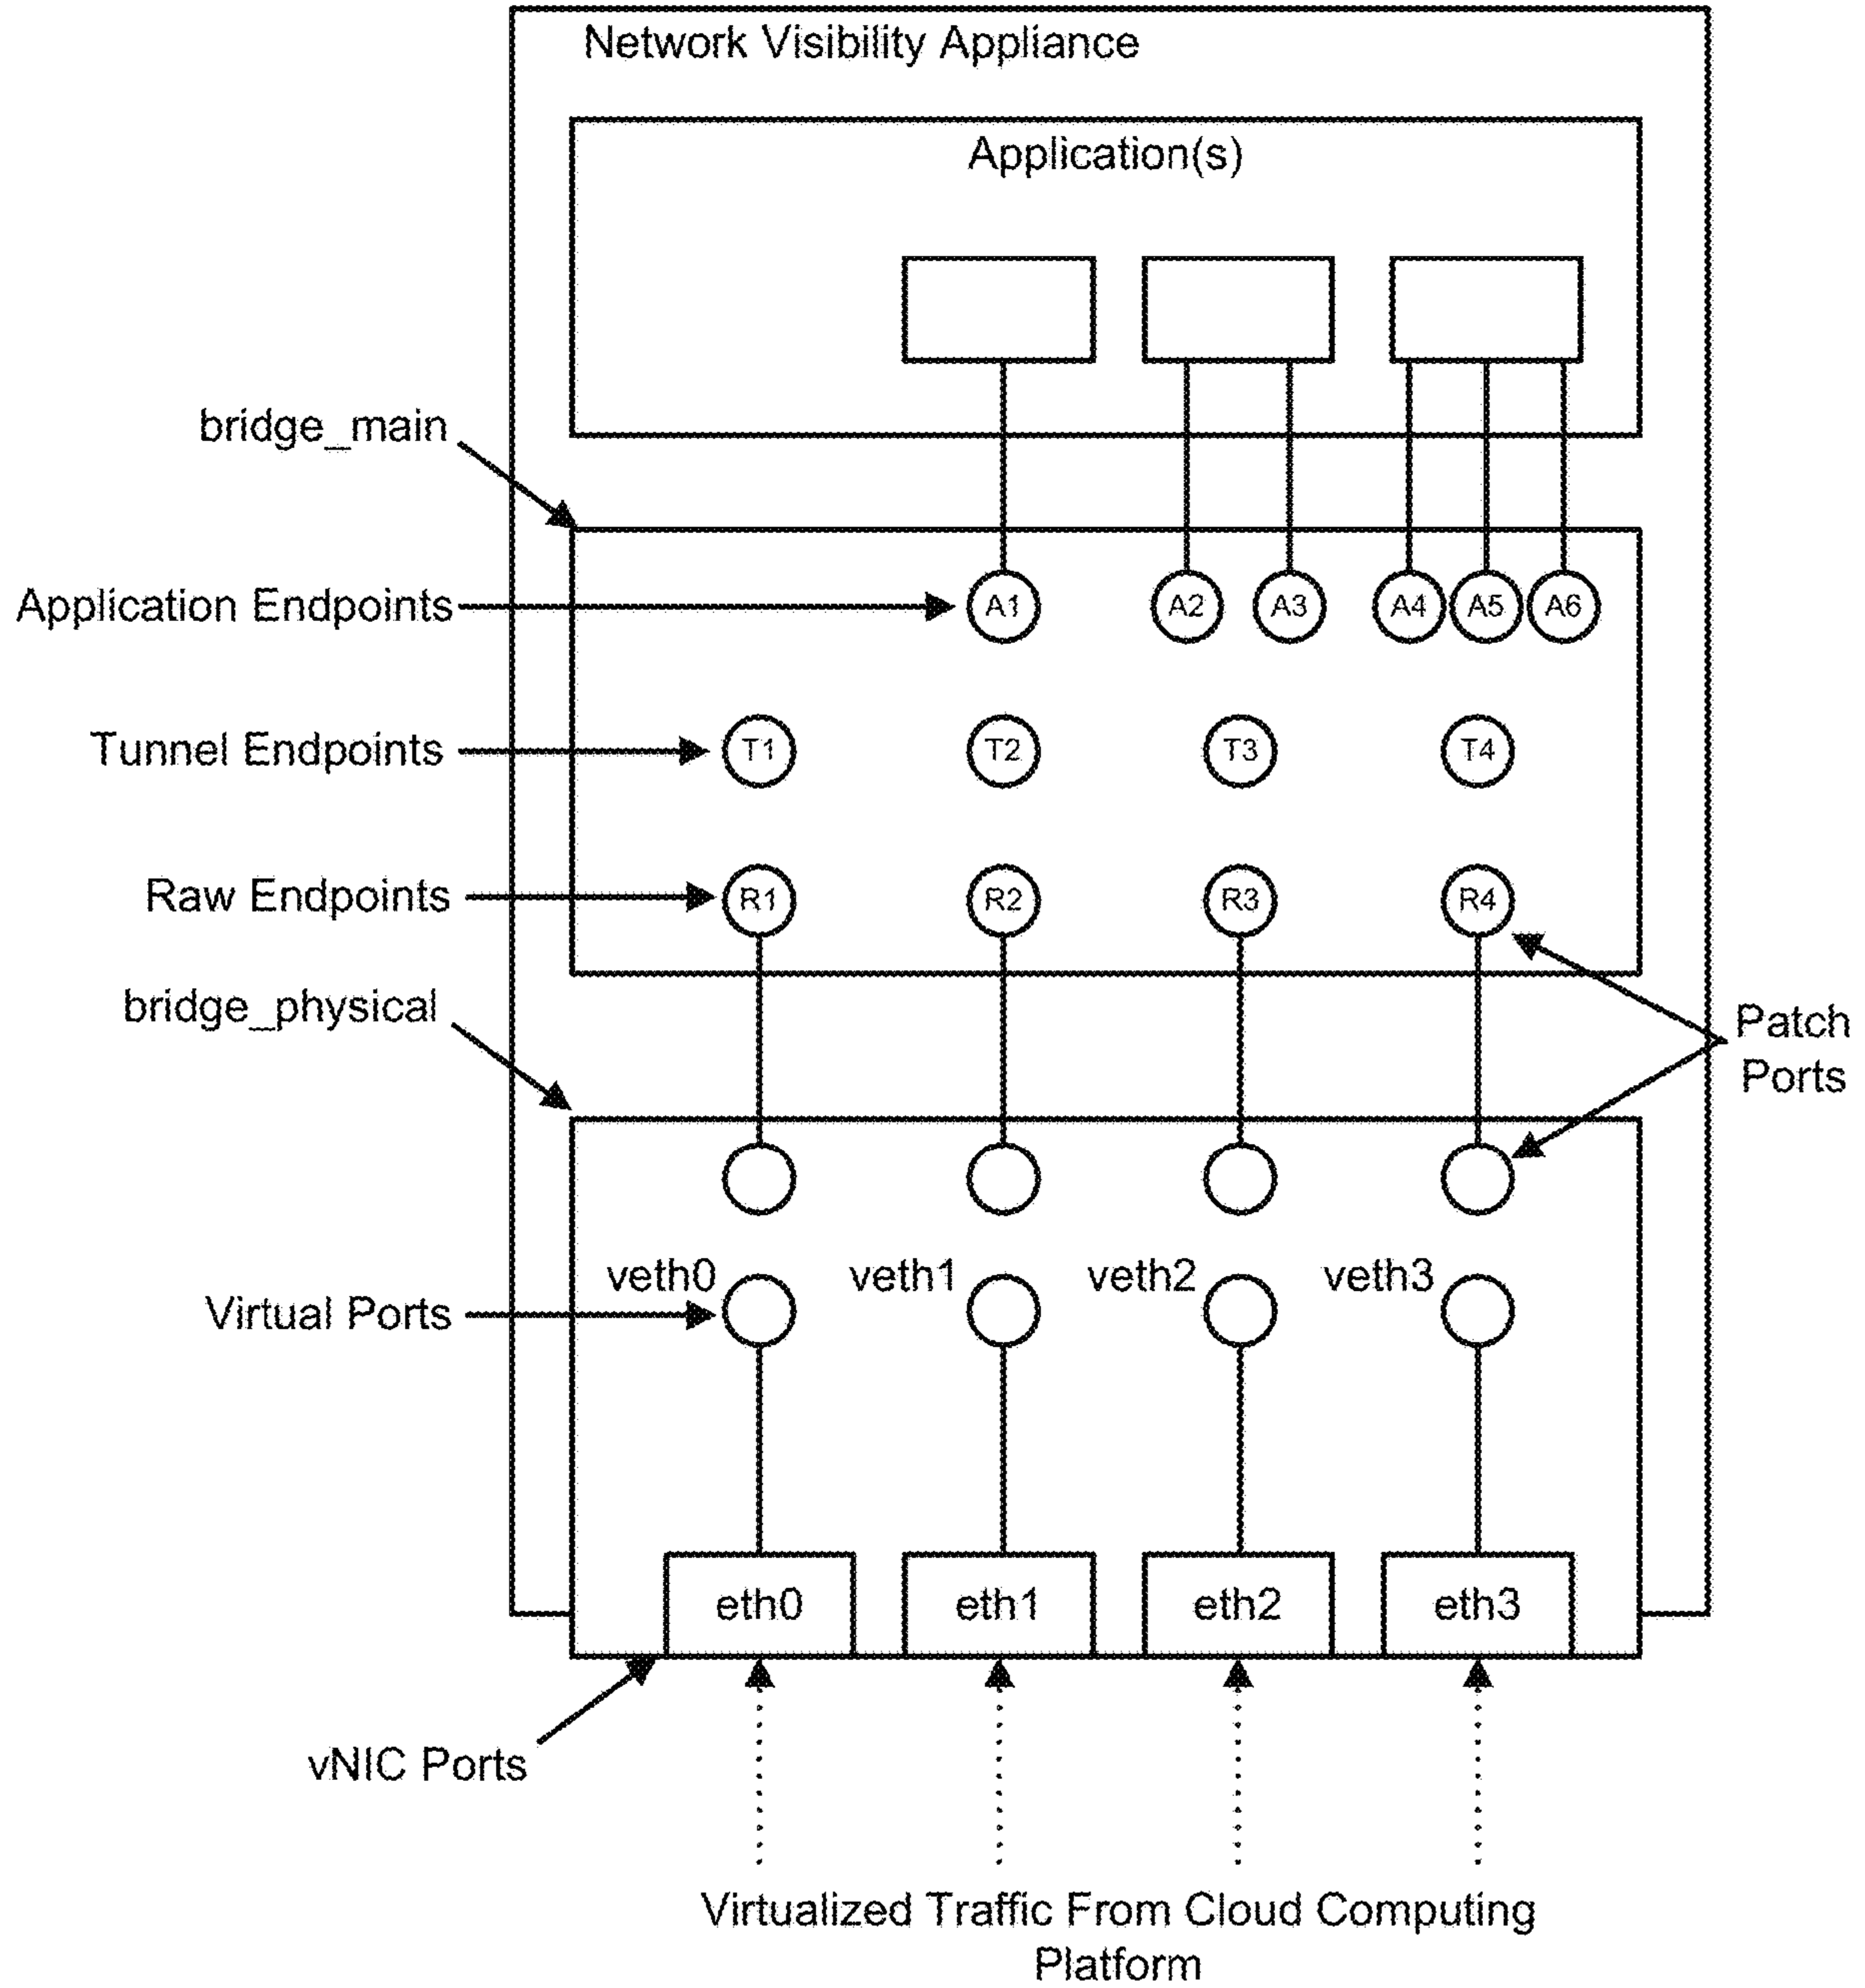 Network Visibility Appliance
Application(s)
bridge_main
Application Endpoints
A1 A2 A3 A4 A5 A6
Tunnel Endpoints
T1 T2 T3 T4
Raw Endpoints
R1 R2 R3 R4
bridge_physical
Patch
Ports
veth0 veth1 veth2 veth3
Virtual Ports
eth0 eth1 eth2 eth3
vNIC Ports
Virtualized Traffic From Cloud Computing
Platform